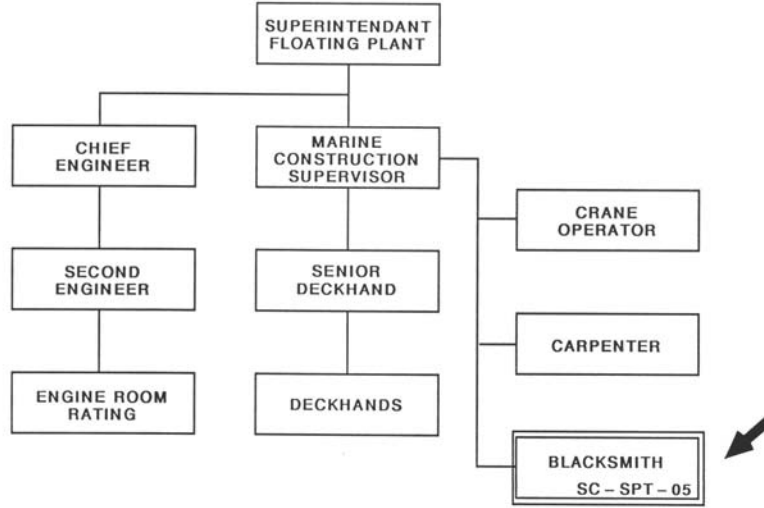 SUPERINTENDANT
FLOATING PLANT
CHIEF
ENGINEER
MARINE
CONSTRUCTION
SUPERVISOR
CRANE
OPERATOR
SECOND
ENGINEER
SENIOR
DECKHAND
CARPENTER
ENGINE ROOM
RATING
DECKHANDS
BLACKSMITH
SC – SPT – 05